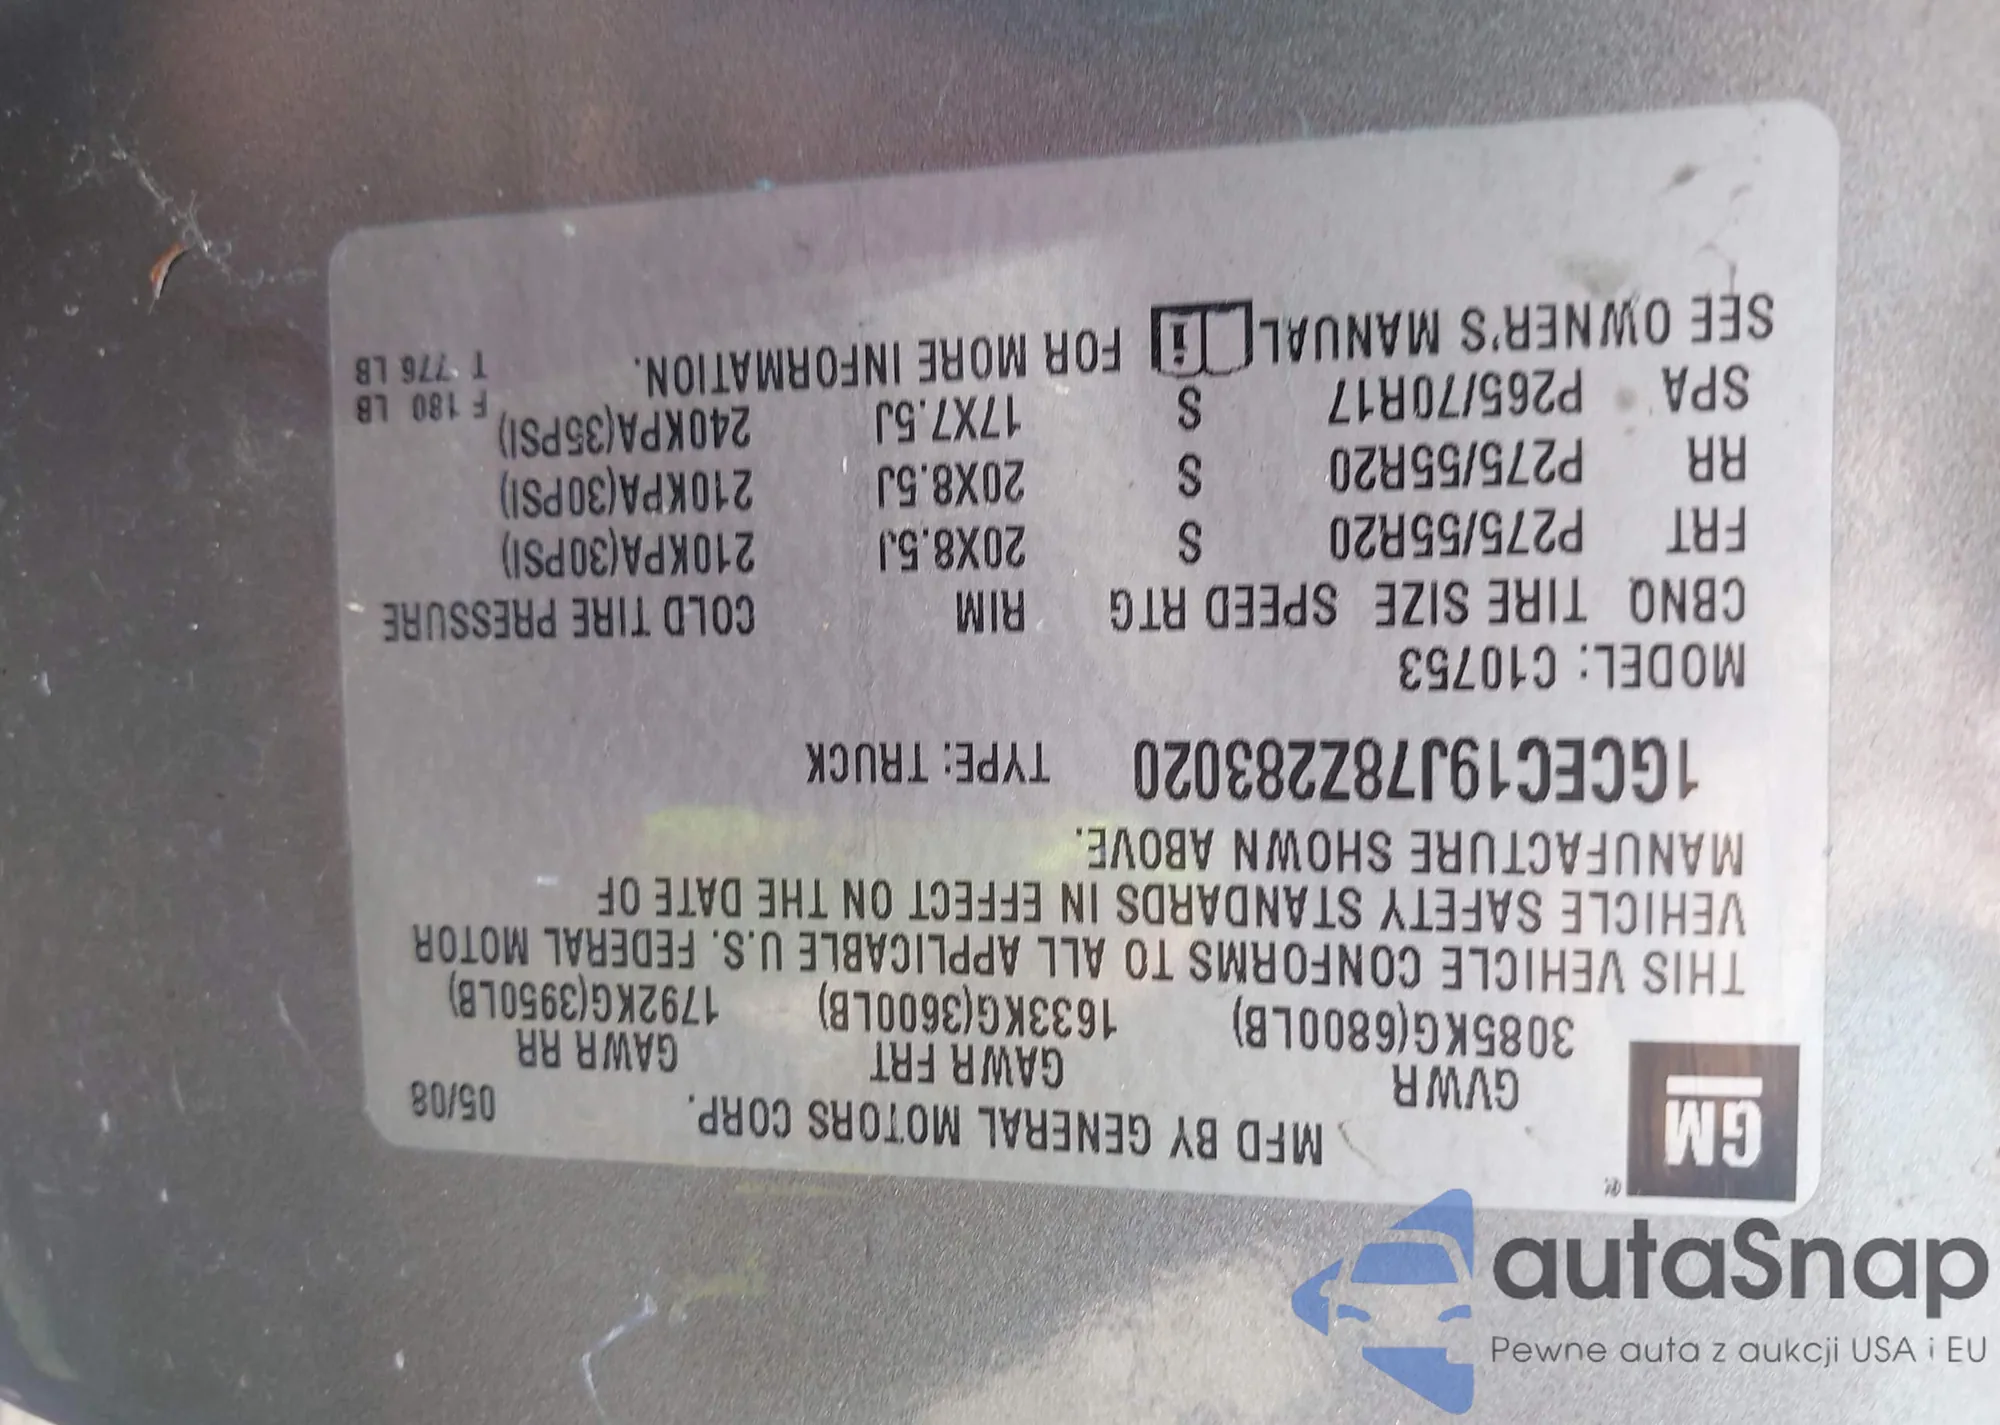 GM
®
MFD BY GENERAL MOTORS CORP. 05/08
GVWR GAWR FRT GAWR RR
3085KG(6800LB) 1633KG(3600LB) 1792KG(3950LB)
THIS VEHICLE CONFORMS TO ALL APPLICABLE U.S. FEDERAL MOTOR
VEHICLE SAFETY STANDARDS IN EFFECT ON THE DATE OF
MANUFACTURE SHOWN ABOVE.
1GCEC19J78Z283020 TYPE: TRUCK
MODEL: C10753
CBNQ TIRE SIZE SPEED RTG RIM COLD TIRE PRESSURE
FRT P275/55R20 S 20X8.5J 210KPA(30PSI)
RR P275/55R20 S 20X8.5J 210KPA(30PSI)
SPA P265/70R17 S 17X7.5J 240KPA(35PSI)
SEE OWNER'S MANUAL i FOR MORE INFORMATION.
F 180 LB
T 776 LB
autaSnap
Pewne auta z aukcji USA i EU